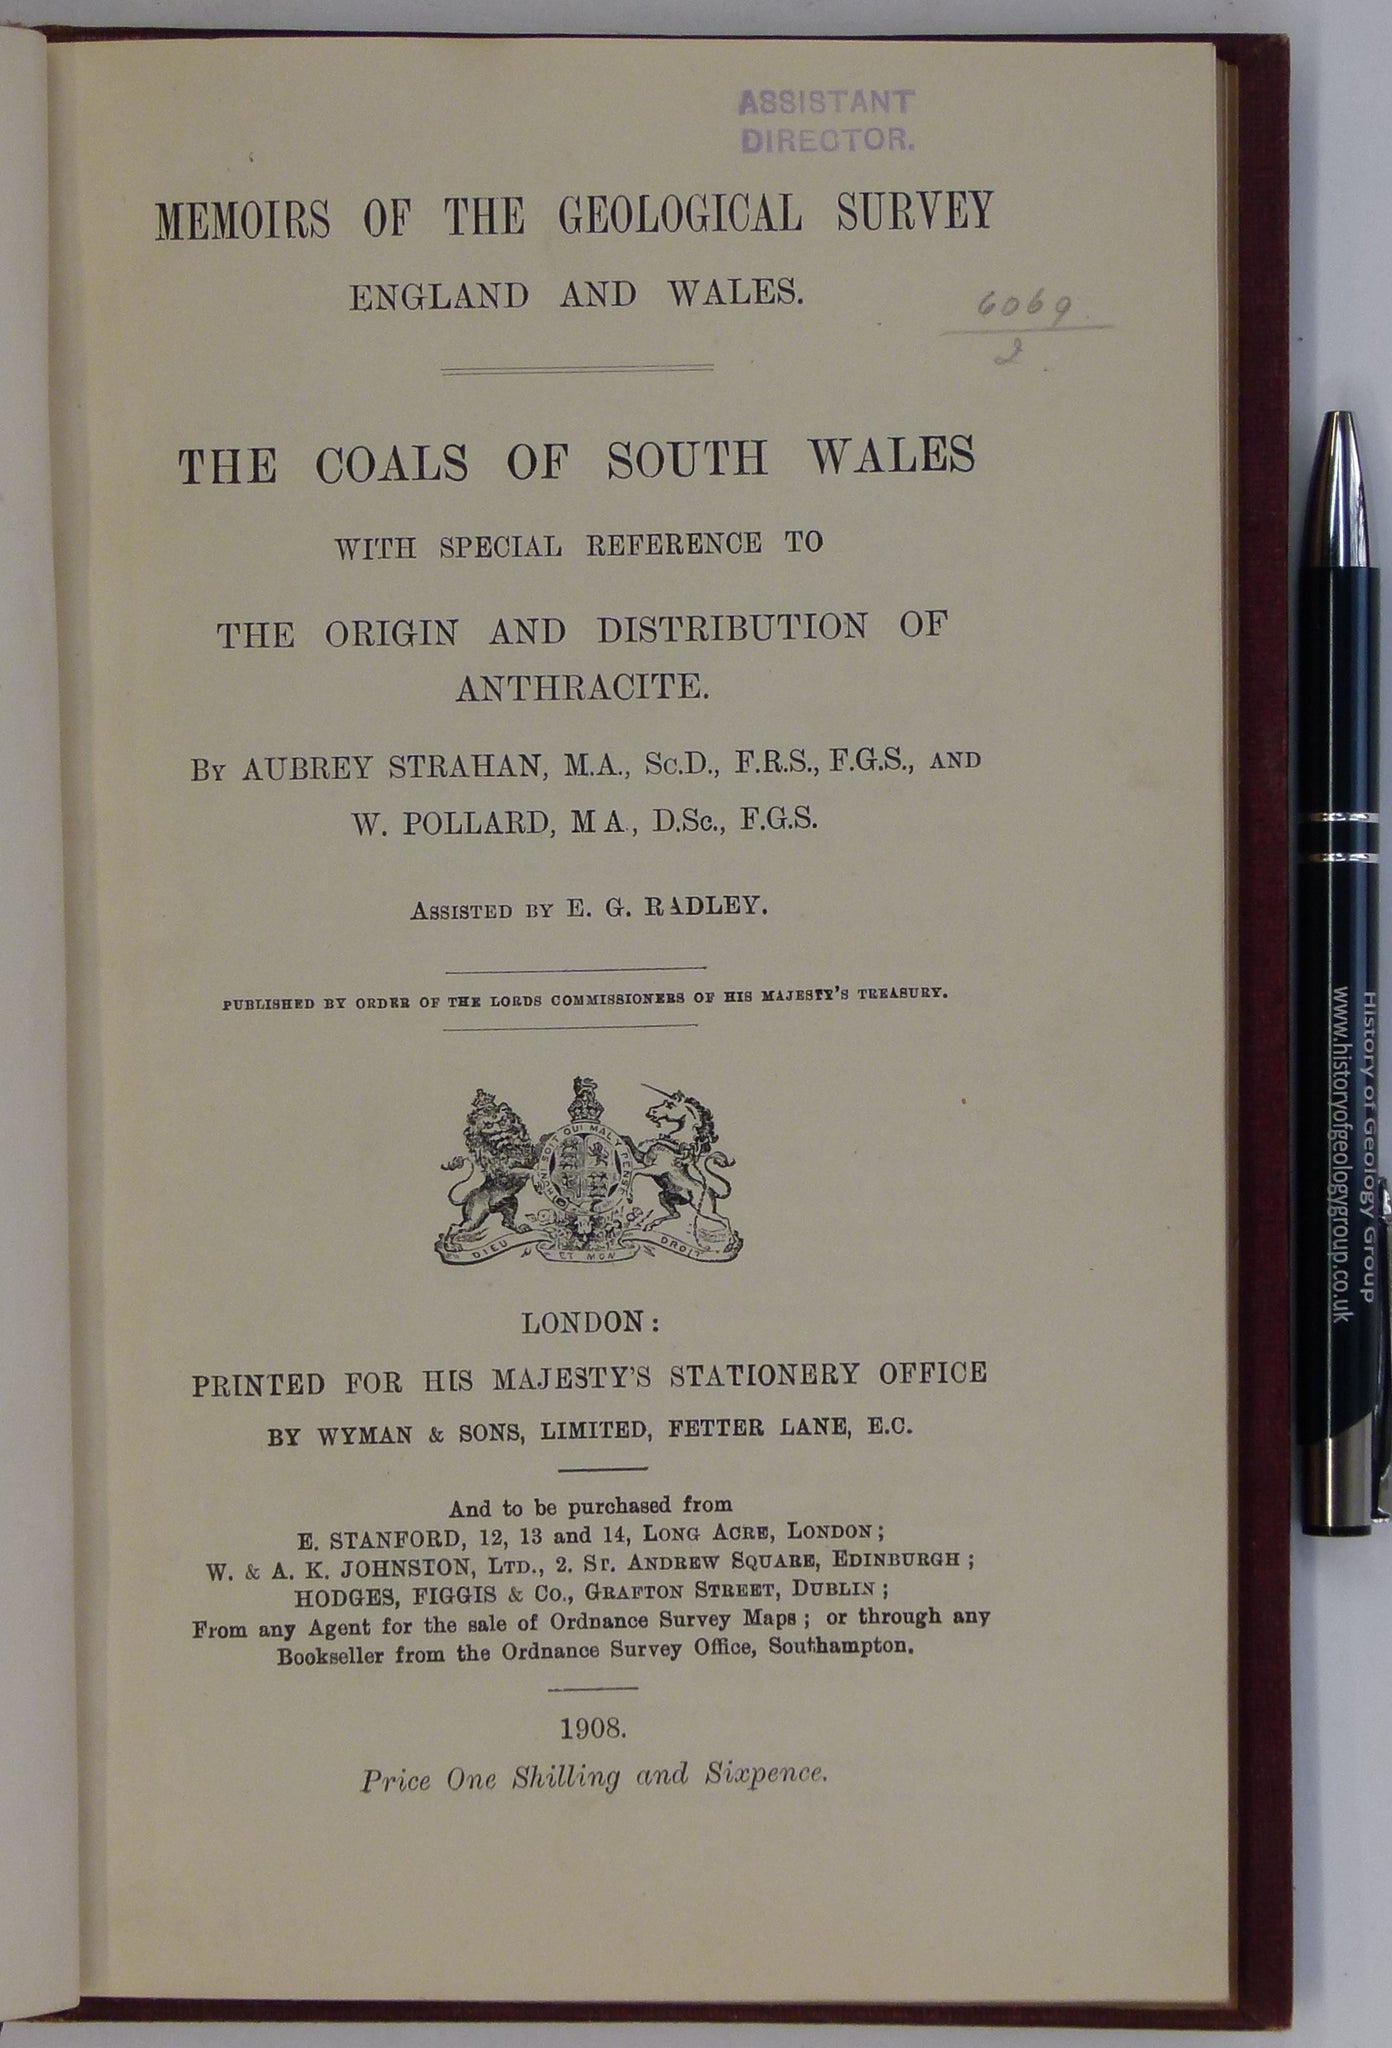 ASSISTANT
DIRECTOR.
MEMOIRS OF THE GEOLOGICAL SURVEY
ENGLAND AND WALES.
6069
2
THE COALS OF SOUTH WALES
WITH SPECIAL REFERENCE TO
THE ORIGIN AND DISTRIBUTION OF
ANTHRACITE.
By AUBREY STRAHAN, M.A., Sc.D., F.R.S., F.G.S., AND
W. POLLARD, M A., D.Sc., F.G.S.
Assisted by E. G. RADLEY.
PUBLISHED BY ORDER OF THE LORDS COMMISSIONERS OF HIS MAJESTY'S TREASURY.
HONI SOIT QUI MAL Y PENSE
DIEU ET MON DROIT
LONDON:
PRINTED FOR HIS MAJESTY'S STATIONERY OFFICE
BY WYMAN & SONS, LIMITED, FETTER LANE, E.C.
And to be purchased from
E. STANFORD, 12, 13 and 14, Long Acre, London;
W. & A. K. JOHNSTON, Ltd., 2. St. Andrew Square, Edinburgh;
HODGES, FIGGIS & Co., Grafton Street, Dublin;
From any Agent for the sale of Ordnance Survey Maps; or through any
Bookseller from the Ordnance Survey Office, Southampton.
1908.
Price One Shilling and Sixpence.
History of Geology Group
www.historyofgeologygroup.co.uk